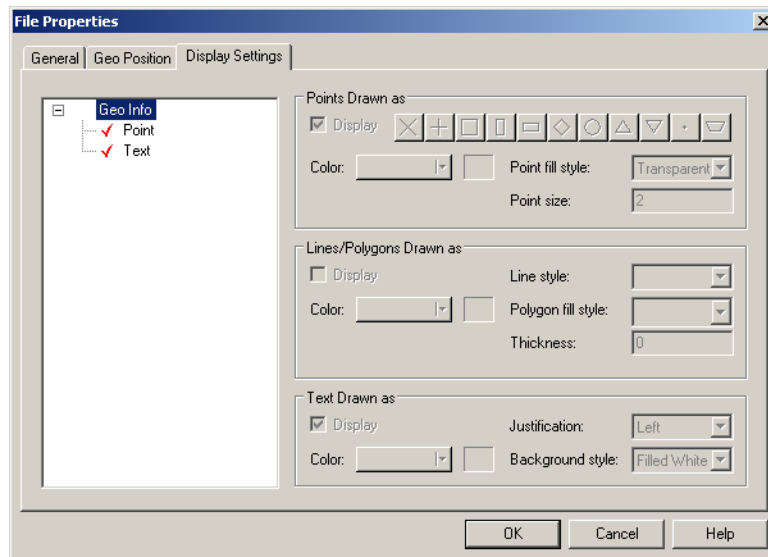 File Properties
General Geo Position Display Settings
Geo Info
Point
Text
Points Drawn as
Display
Color: Point fill style: Transparent
Point size: 2
Lines/Polygons Drawn as
Display Line style:
Color: Polygon fill style:
Thickness: 0
Text Drawn as
Display Justification: Left
Color: Background style: Filled White
OK Cancel Help